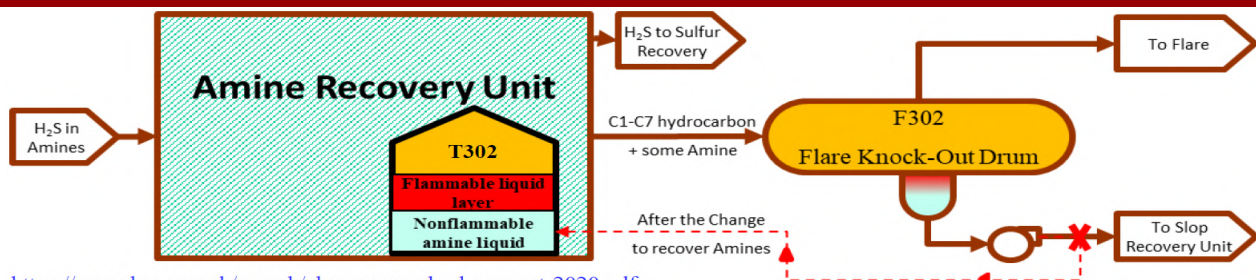 H₂S to Sulfur
Recovery
To Flare
Amine Recovery Unit
H₂S in
Amines
C1-C7 hydrocarbon
+ some Amine
F302
Flare Knock-Out Drum
T302
Flammable liquid
layer
Nonflammable
amine liquid
After the Change
to recover Amines
To Slop
Recovery Unit